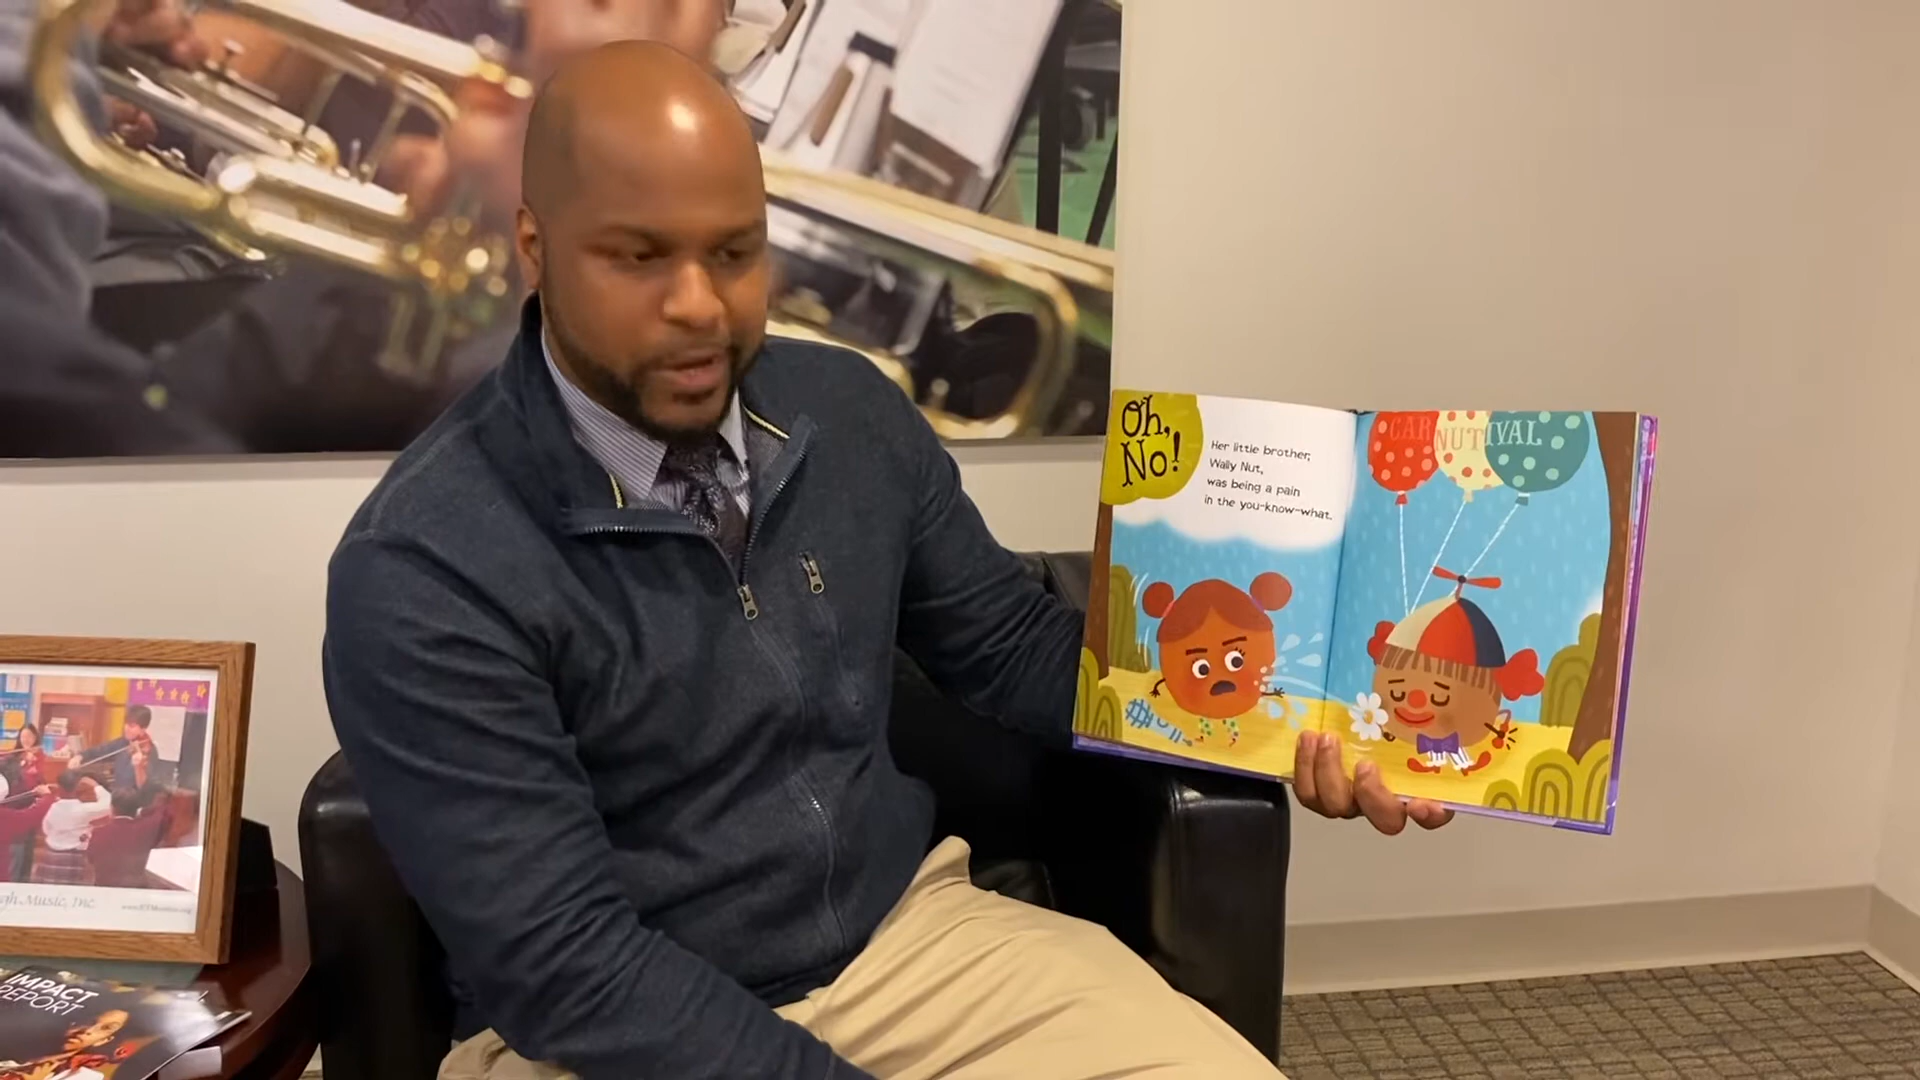 Oh,
No!
Her little brother,
Wally Nut,
was being a pain
in the you-know-what.
CARNUTIVAL
Music, Inc.
IMPACT
REPORT